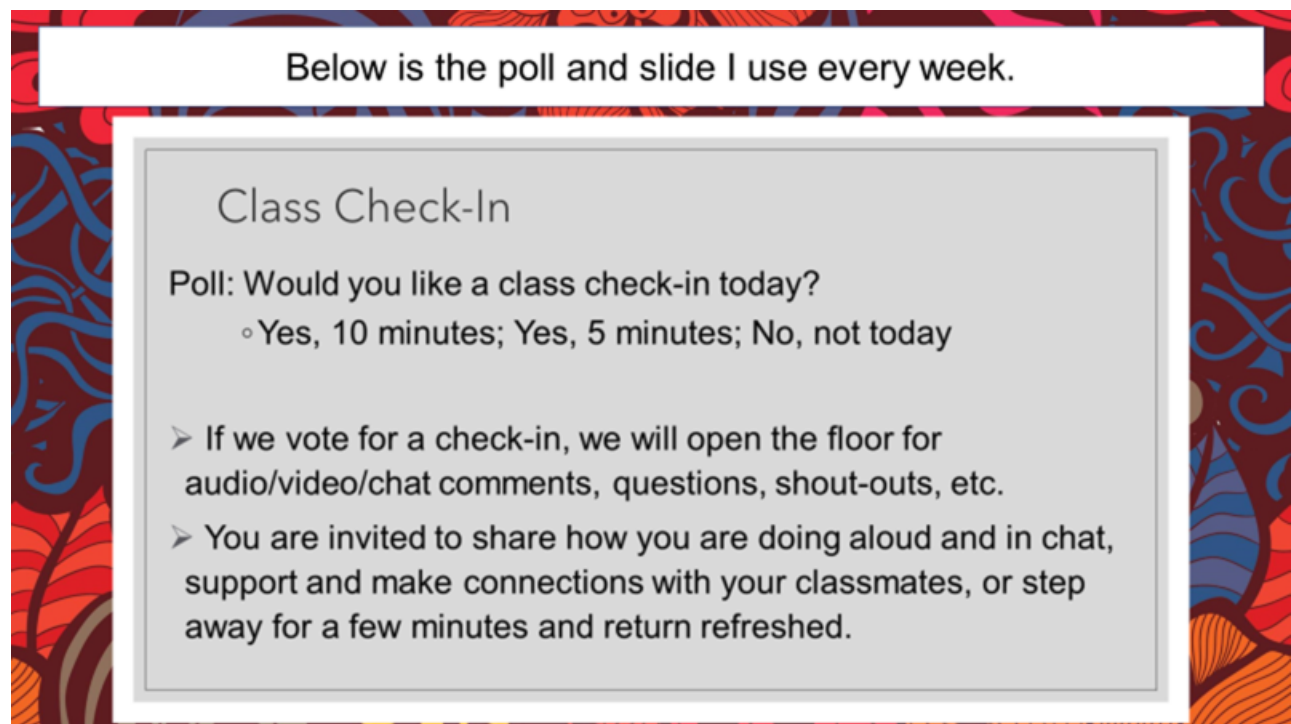 Below is the poll and slide I use every week.
Class Check-In
Poll: Would you like a class check-in today?
◦Yes, 10 minutes; Yes, 5 minutes; No, not today
➢ If we vote for a check-in, we will open the floor for
audio/video/chat comments, questions, shout-outs, etc.
➢ You are invited to share how you are doing aloud and in chat,
support and make connections with your classmates, or step
away for a few minutes and return refreshed.